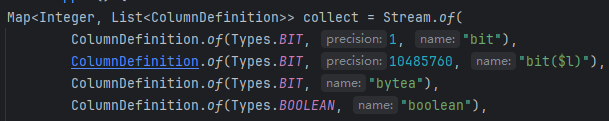 Map<Integer, List<ColumnDefinition>> collect = Stream.of(
ColumnDefinition.of(Types.BIT, precision: 1, name: "bit"),
ColumnDefinition.of(Types.BIT, precision: 10485760, name: "bit($l)"),
ColumnDefinition.of(Types.BIT, name: "bytea"),
ColumnDefinition.of(Types.BOOLEAN, name: "boolean"),